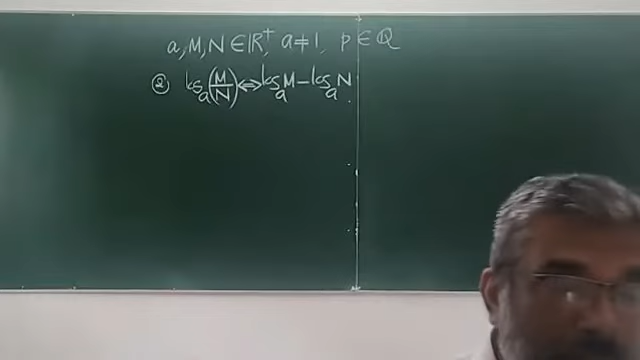 a, M, N ∈ ℝ⁺, a ≠ 1, p ∈ ℚ
② logₐ(M/N) ⟺ logₐM − logₐN